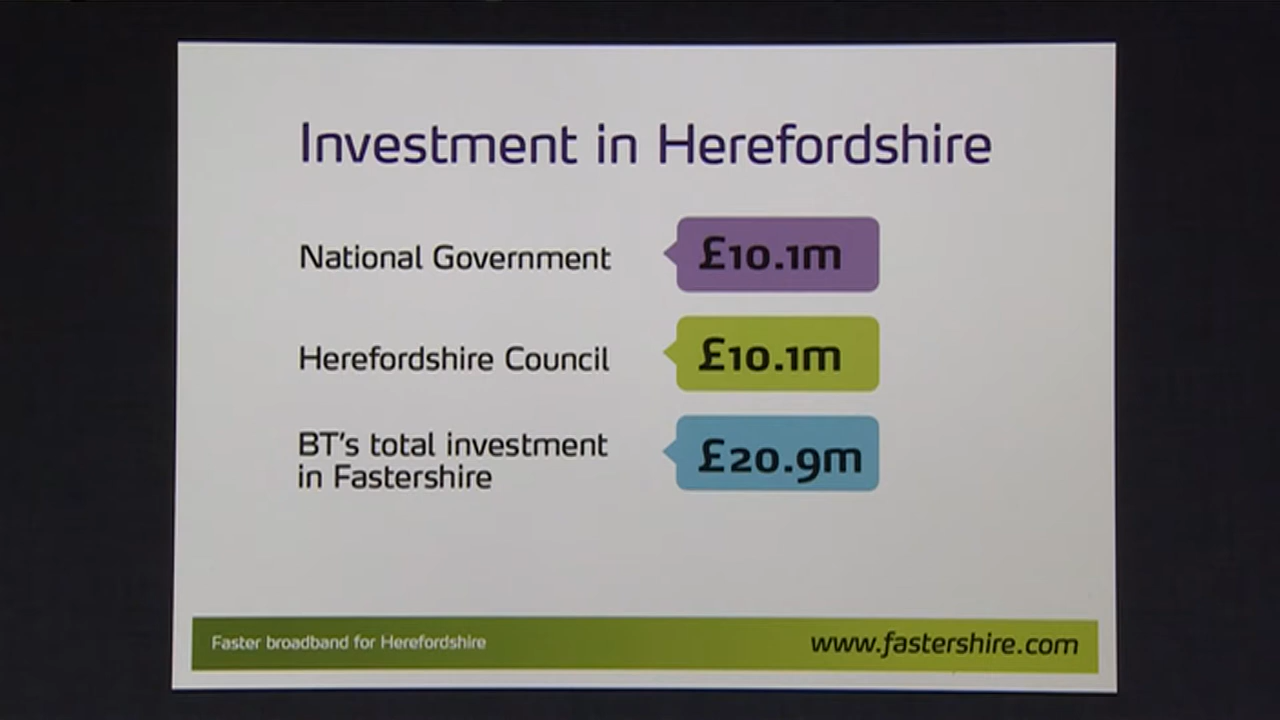 Investment in Herefordshire
National Government
£10.1m
Herefordshire Council
£10.1m
BT's total investment
in Fastershire
£20.9m
Faster broadband for Herefordshire
www.fastershire.com